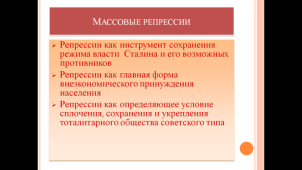 МАССОВЫЕ РЕПРЕССИИ
Репрессии как инструмент сохранения
режима власти Сталина и его возможных
противников
Репрессии как главная форма
внеэкономического принуждения
населения
Репрессии как определяющее условие
сплочения, сохранения и укрепления
тоталитарного общества советского типа